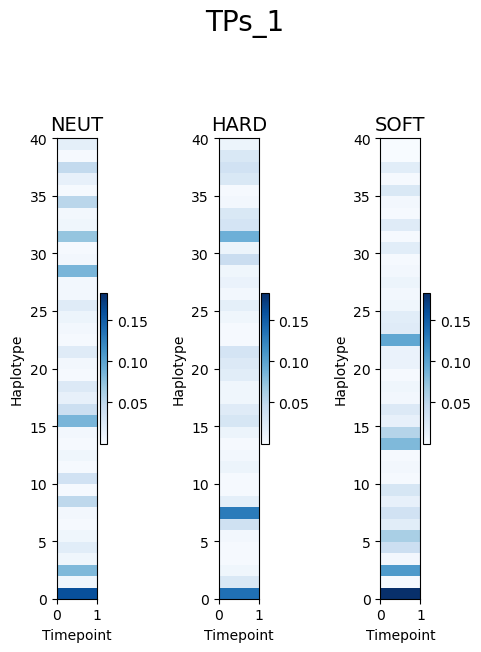 TPs_1
NEUT HARD SOFT
40 40 40
35 35 35
30 30 30
25 25 25
20 20 20
15 15 15
10 10 10
5 5 5
0 0 0
0.15 0.15 0.15
0.10 0.10 0.10
0.05 0.05 0.05
Haplotype Haplotype Haplotype
0 1 0 1 0 1
Timepoint Timepoint Timepoint